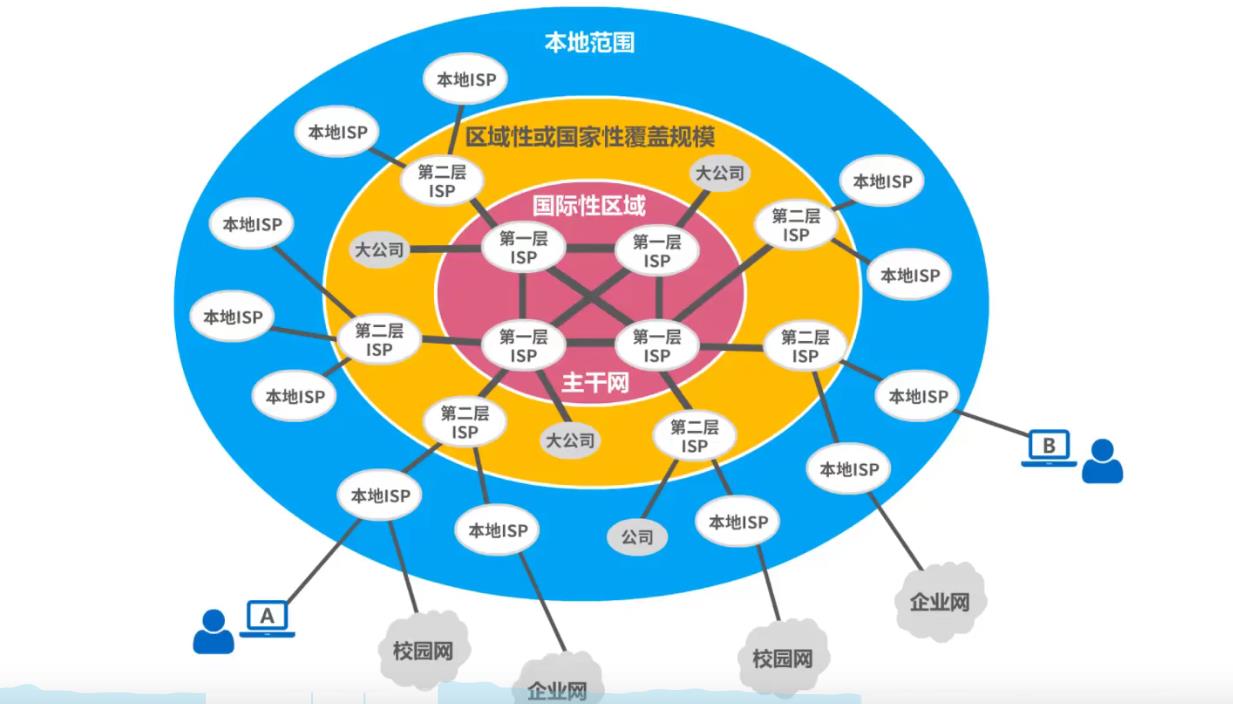 本地范围
本地ISP
本地ISP
区域性或国家性覆盖规模
第二层
ISP
大公司
本地ISP
国际性区域
本地ISP
第二层
ISP
大公司
第一层
ISP
第一层
ISP
本地ISP
本地ISP
第二层
ISP
第一层
ISP
第一层
ISP
第二层
ISP
主干网
本地ISP
本地ISP
第二层
ISP
大公司
第二层
ISP
B
本地ISP
本地ISP
本地ISP
公司
本地ISP
A
企业网
校园网
校园网
企业网